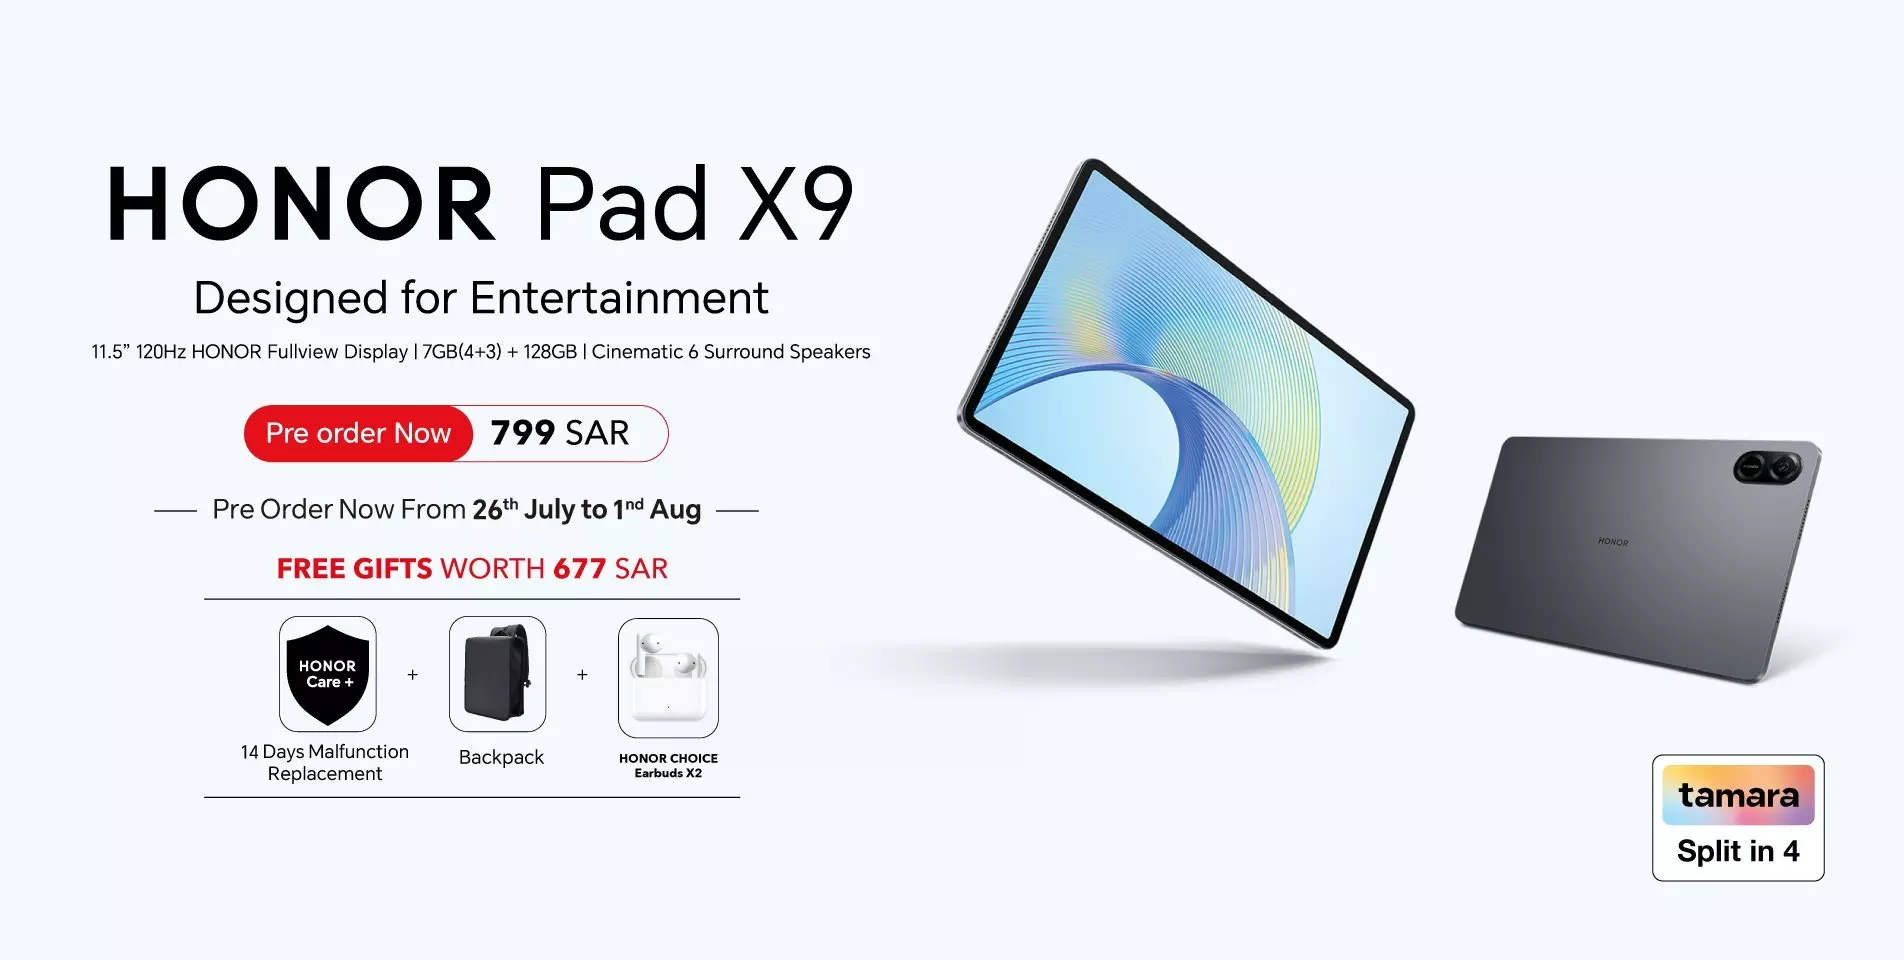 HONOR Pad X9
Designed for Entertainment
11.5” 120Hz HONOR Fullview Display | 7GB(4+3) + 128GB | Cinematic 6 Surround Speakers
Pre order Now 799 SAR
Pre Order Now From 26th July to 1nd Aug
FREE GIFTS WORTH 677 SAR
HONOR
Care +
+
+
14 Days Malfunction
Replacement
Backpack
HONOR CHOICE
Earbuds X2
HONOR
tamara
Split in 4